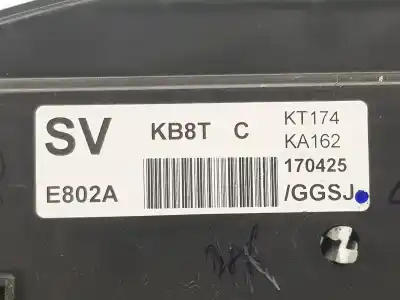 SV KB8T C KT174
KA162
170425
E802A /GGSJ